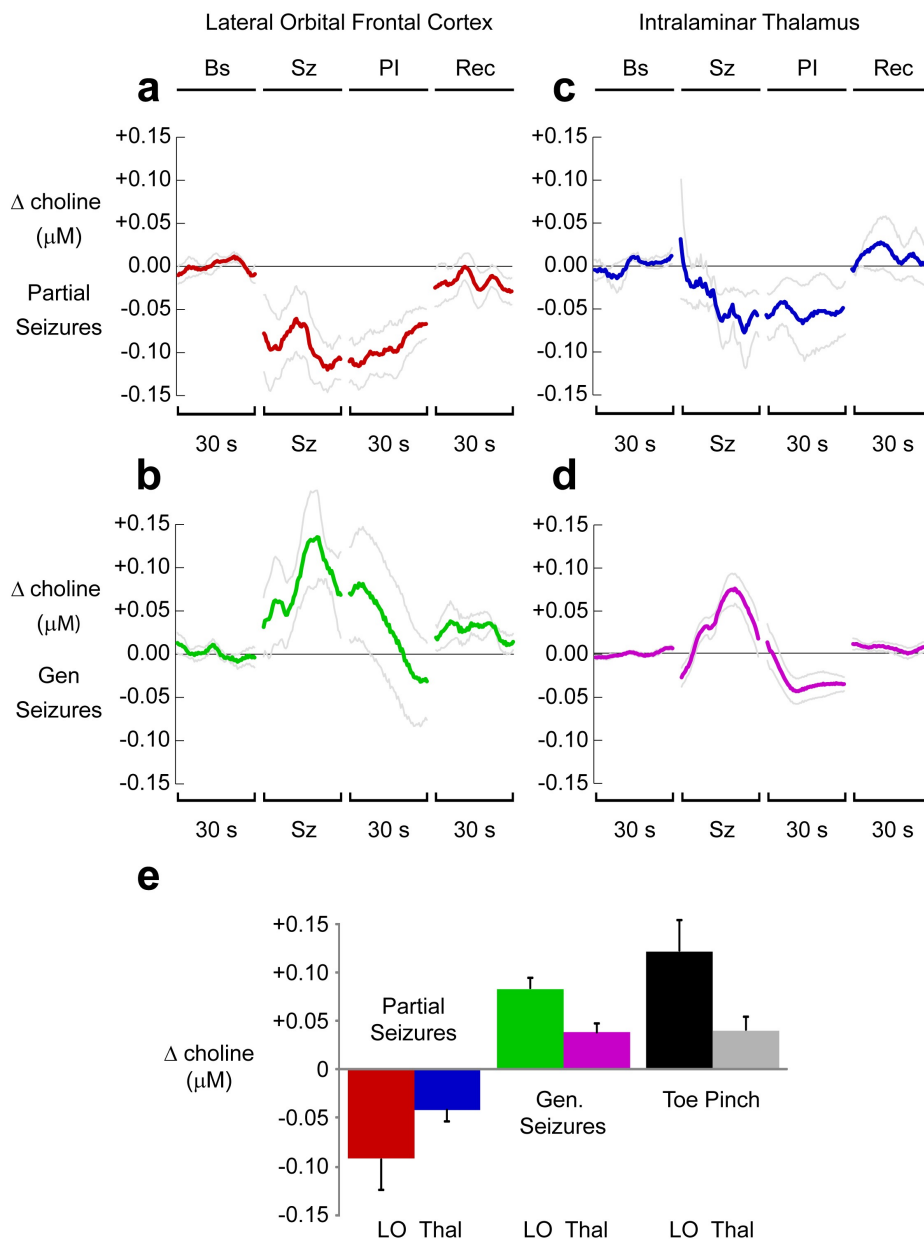 Lateral Orbital Frontal Cortex
Intralaminar Thalamus
Bs Sz PI Rec
Bs Sz PI Rec
a
c
+0.15
+0.10
+0.05
0.00
-0.05
-0.10
-0.15
Δ choline
(μM)
Partial
Seizures
30 s Sz 30 s 30 s
+0.15
+0.10
+0.05
0.00
-0.05
-0.10
-0.15
30 s Sz 30 s 30 s
b
d
+0.15
+0.10
+0.05
0.00
-0.05
-0.10
-0.15
Δ choline
(μM)
Gen
Seizures
30 s Sz 30 s 30 s
+0.15
+0.10
+0.05
0.00
-0.05
-0.10
-0.15
30 s Sz 30 s 30 s
e
+0.15
+0.10
+0.05
0
-0.05
-0.10
-0.15
Δ choline
(μM)
Partial
Seizures
Gen.
Seizures
Toe Pinch
LO Thal LO Thal LO Thal